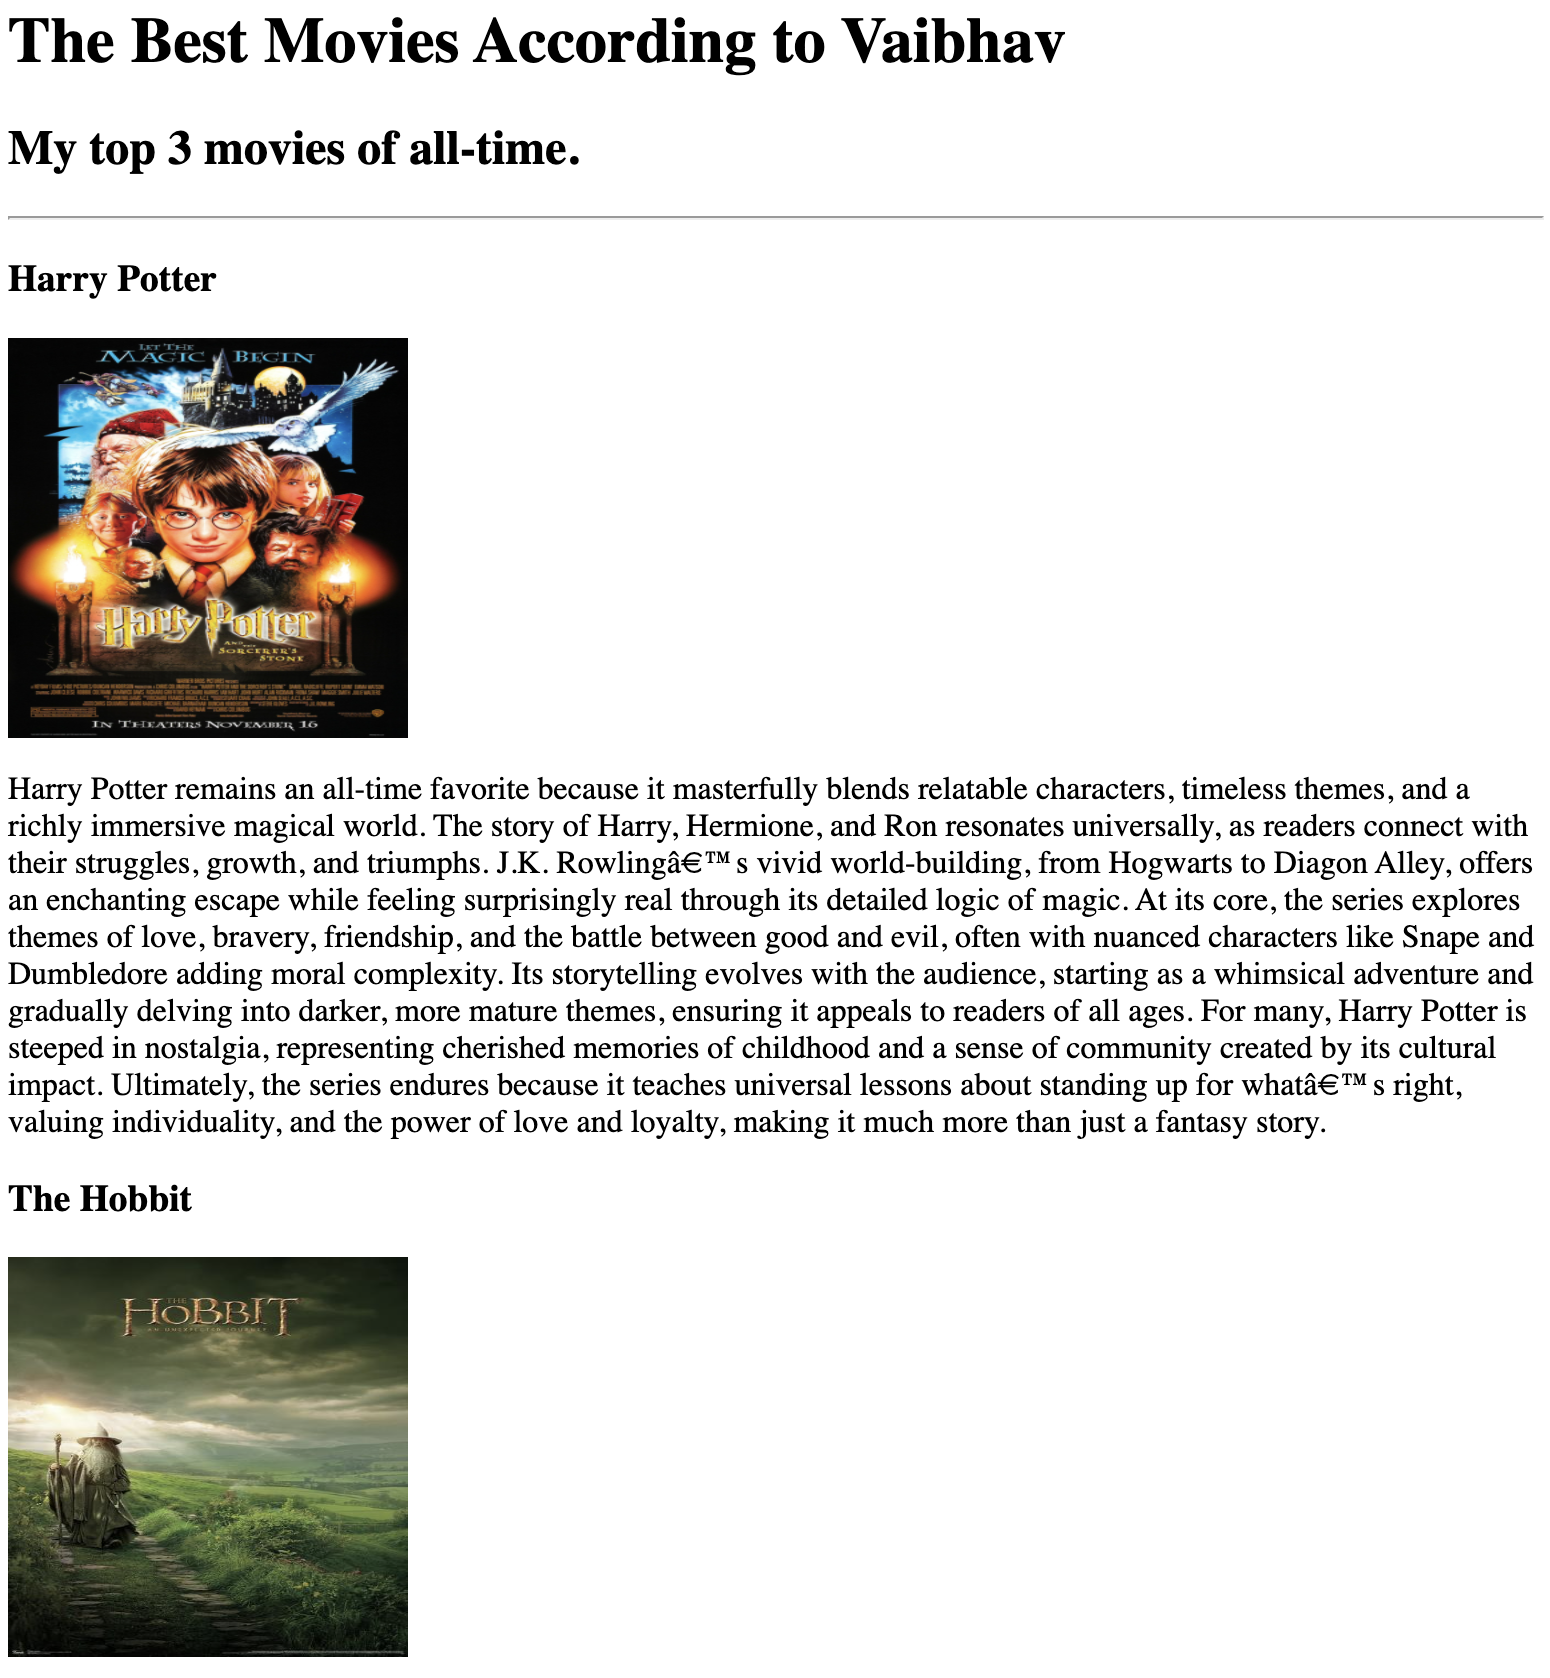 The Best Movies According to Vaibhav
My top 3 movies of all-time.
Harry Potter
LET THE
MAGIC BEGIN
Harry Potter
AND THE
SORCERER'S
STONE
IN THEATERS NOVEMBER 16
Harry Potter remains an all-time favorite because it masterfully blends relatable characters, timeless themes, and a
richly immersive magical world. The story of Harry, Hermione, and Ron resonates universally, as readers connect with
their struggles, growth, and triumphs. J.K. Rowlingâ€™s vivid world-building, from Hogwarts to Diagon Alley, offers
an enchanting escape while feeling surprisingly real through its detailed logic of magic. At its core, the series explores
themes of love, bravery, friendship, and the battle between good and evil, often with nuanced characters like Snape and
Dumbledore adding moral complexity. Its storytelling evolves with the audience, starting as a whimsical adventure and
gradually delving into darker, more mature themes, ensuring it appeals to readers of all ages. For many, Harry Potter is
steeped in nostalgia, representing cherished memories of childhood and a sense of community created by its cultural
impact. Ultimately, the series endures because it teaches universal lessons about standing up for whatâ€™s right,
valuing individuality, and the power of love and loyalty, making it much more than just a fantasy story.
The Hobbit
THE
HOBBIT
AN UNEXPECTED JOURNEY